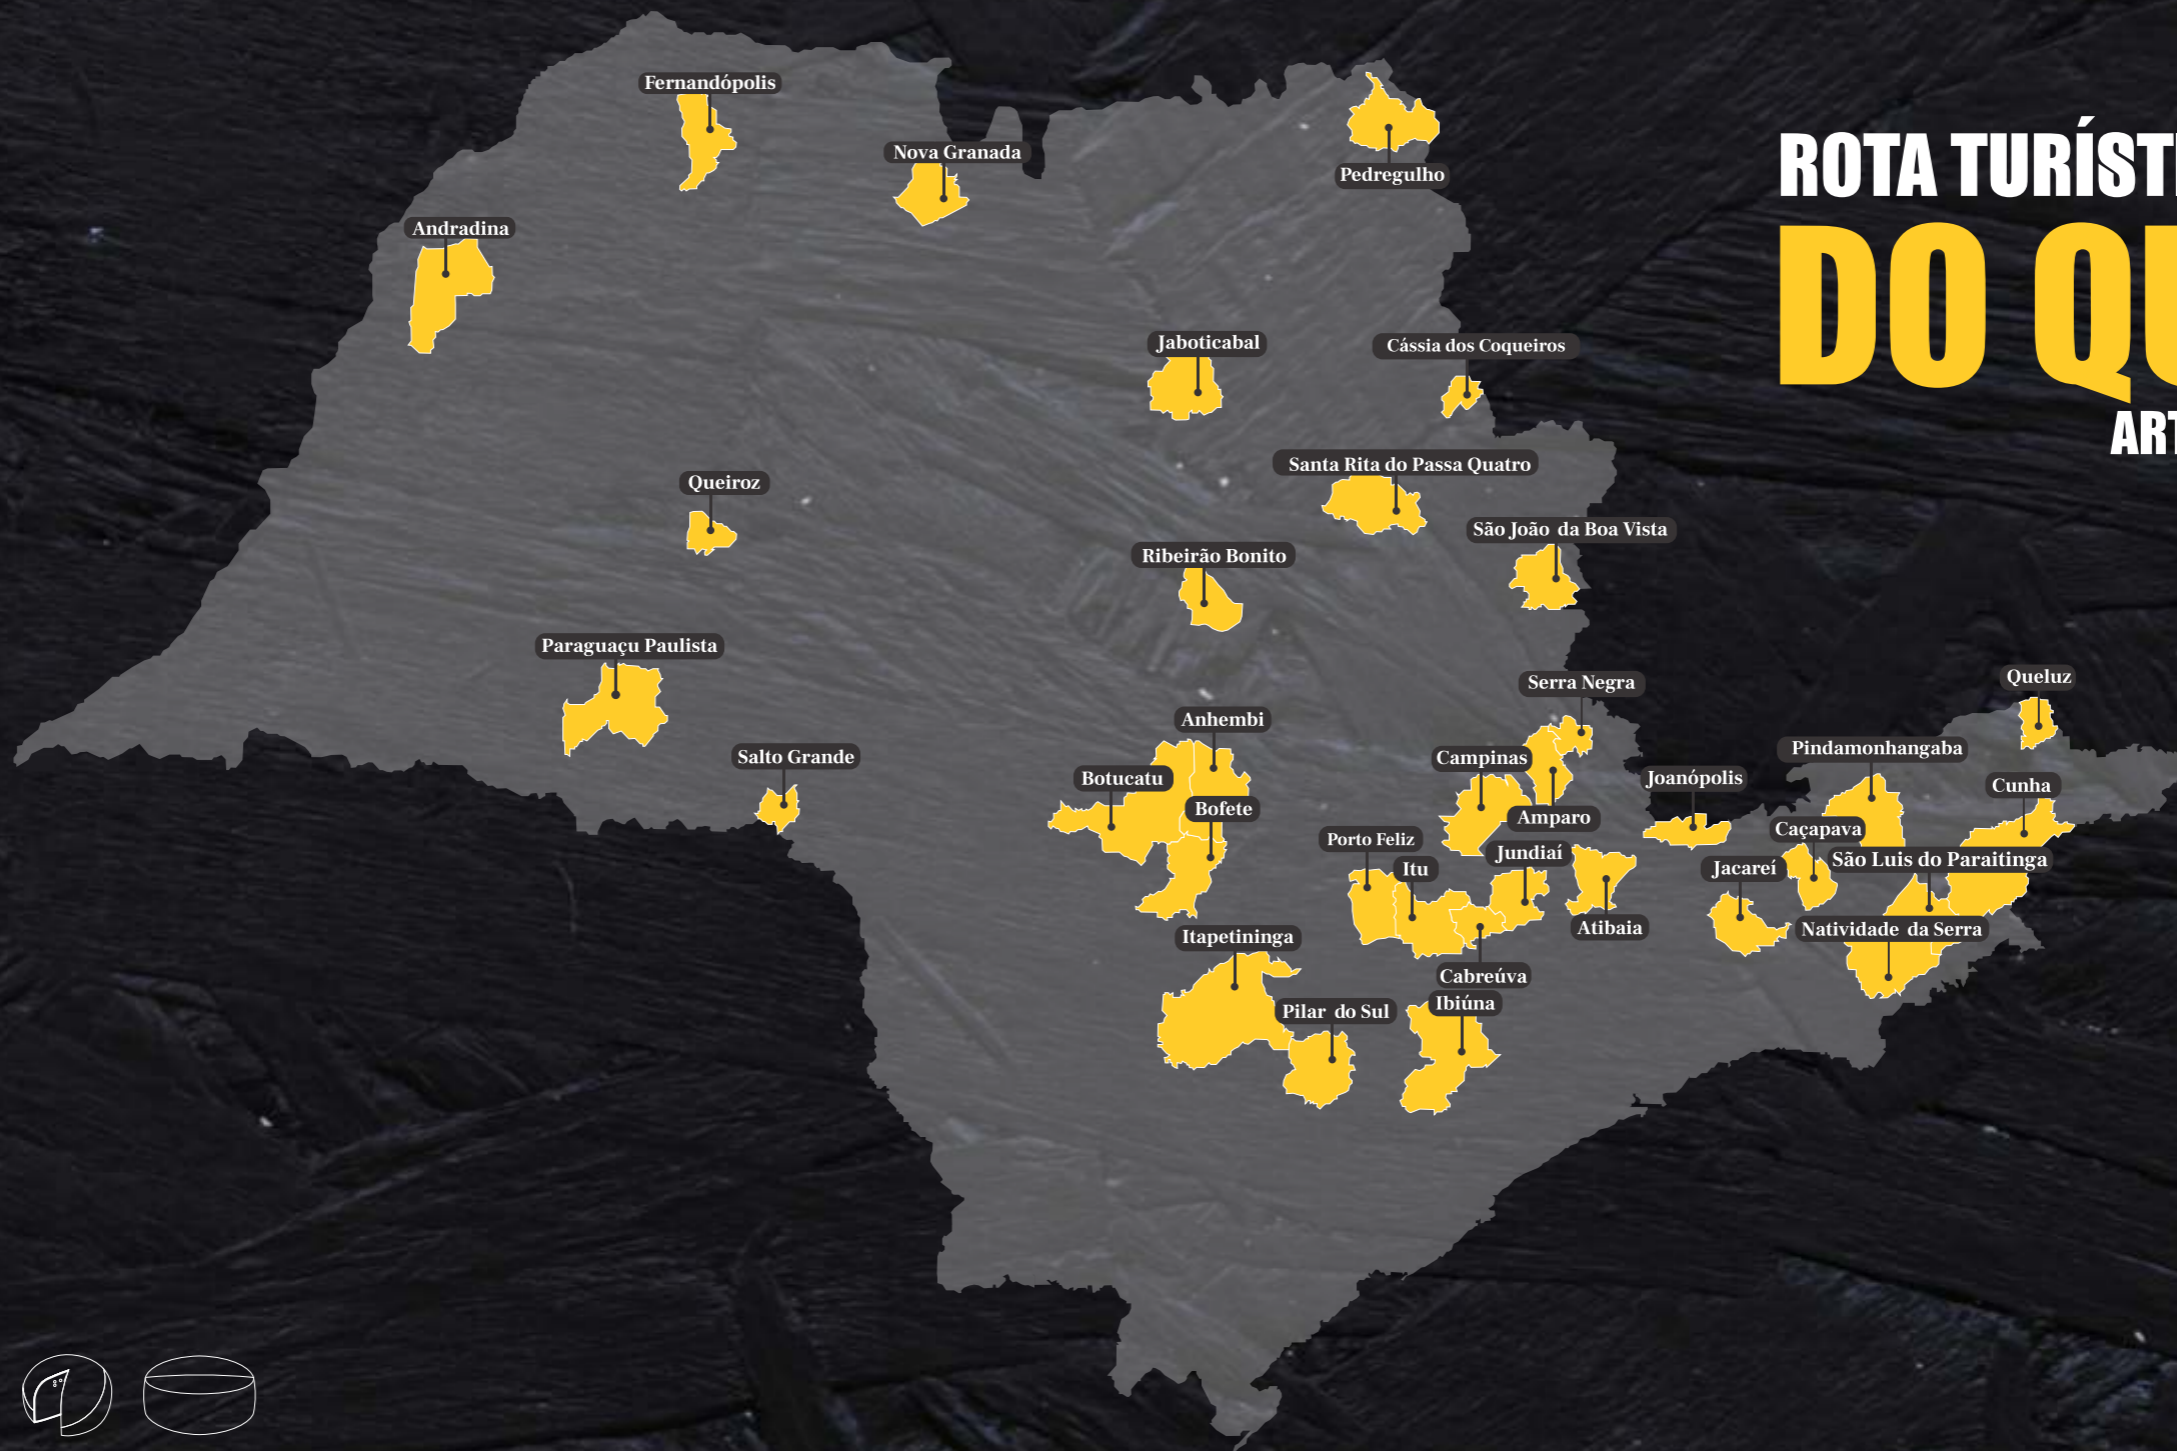 Fernandópolis
Nova Granada
Pedregulho
ROTA TURÍST
DO QU
ART
Andradina
Jaboticabal
Cássia dos Coqueiros
Queiroz
Santa Rita do Passa Quatro
São João da Boa Vista
Ribeirão Bonito
Paraguaçu Paulista
Serra Negra
Queluz
Anhembi
Salto Grande
Campinas
Pindamonhangaba
Botucatu
Joanópolis
Cunha
Bofete
Amparo
Porto Feliz
Caçapava
Jundiaí
São Luis do Paraitinga
Itu
Jacareí
Atibaia
Natividade da Serra
Itapetininga
Cabreúva
Ibiúna
Pilar do Sul